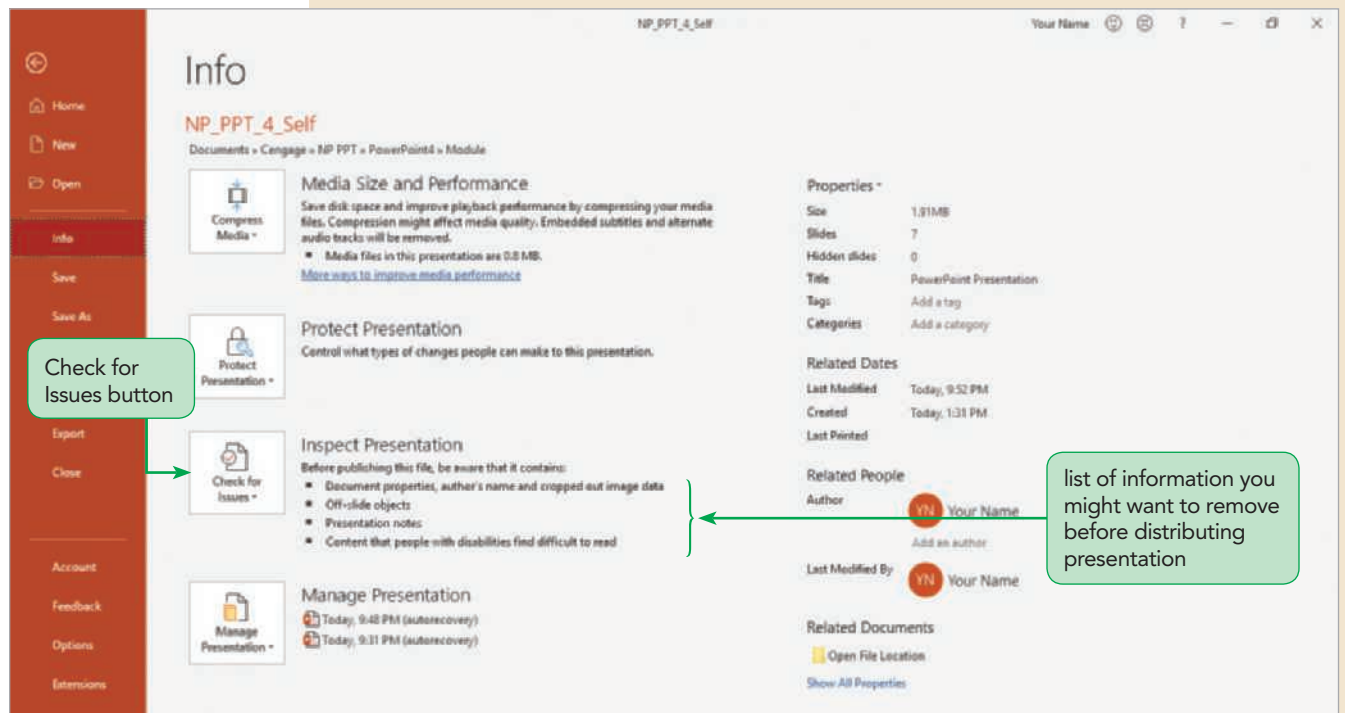 NP_PPT_4_Self
Your Name
?
Info
Home
New
Open
Info
Save
Save As
Export
Close
Account
Feedback
Options
Extensions
Check for
Issues button
NP_PPT_4_Self
Documents » Cengage » NP PPT » PowerPoint4 » Module
Compress
Media
Media Size and Performance
Save disk space and improve playback performance by compressing your media
files. Compression might affect media quality. Embedded subtitles and alternate
audio tracks will be removed.
Media files in this presentation are 0.8 MB.
More ways to improve media performance
Protect
Presentation
Protect Presentation
Control what types of changes people can make to this presentation.
Check for
Issues
Inspect Presentation
Before publishing this file, be aware that it contains:
Document properties, author's name and cropped out image data
Off-slide objects
Presentation notes
Content that people with disabilities find difficult to read
Manage
Presentation
Manage Presentation
Today, 9:48 PM (autorecovery)
Today, 9:31 PM (autorecovery)
Properties
Size 1.91MB
Slides 7
Hidden slides 0
Title PowerPoint Presentation
Tags Add a tag
Categories Add a category
Related Dates
Last Modified Today, 9:52 PM
Created Today, 1:31 PM
Last Printed
Related People
Author
YN Your Name
Add an author
Last Modified By
YN Your Name
Related Documents
Open File Location
Show All Properties
list of information you
might want to remove
before distributing
presentation